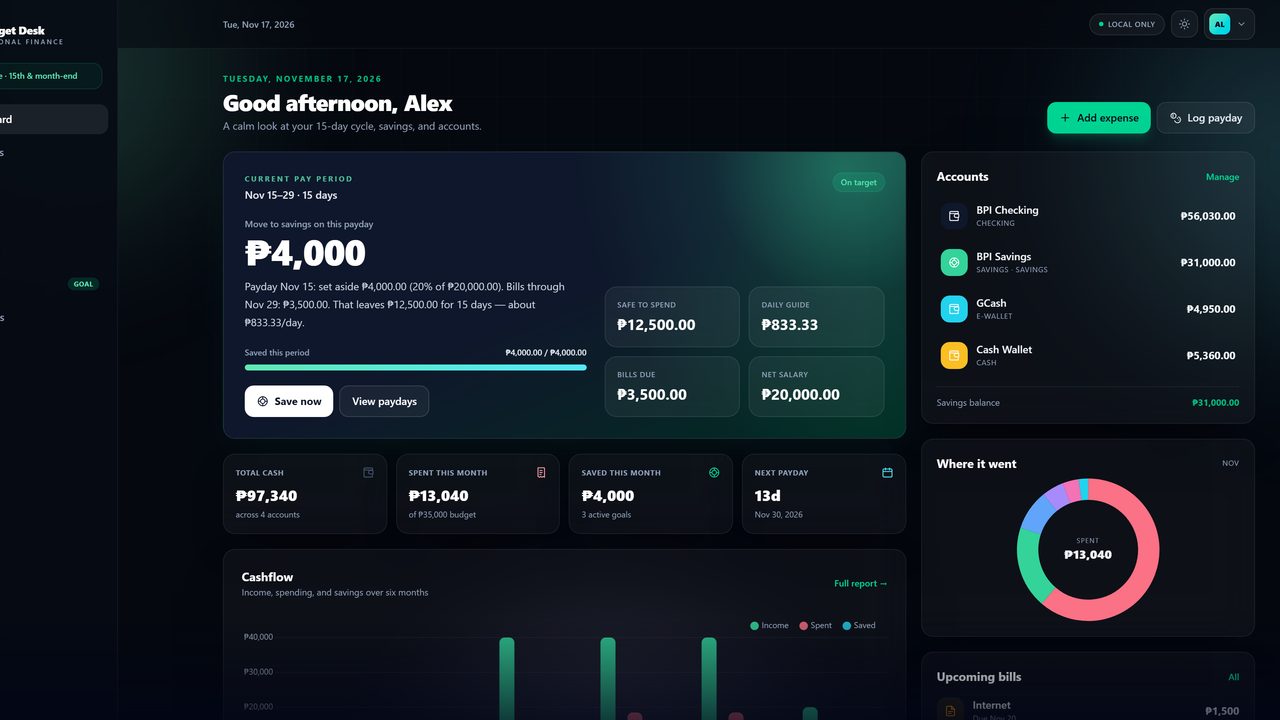 get Desk
ONAL FINANCE
e · 15th & month-end
ard
s
GOAL
s
Tue, Nov 17, 2026
LOCAL ONLY
AL
TUESDAY, NOVEMBER 17, 2026
Good afternoon, Alex
A calm look at your 15-day cycle, savings, and accounts.
Add expense
Log payday
CURRENT PAY PERIOD
Nov 15–29 · 15 days
On target
Move to savings on this payday
₱4,000
Payday Nov 15: set aside ₱4,000.00 (20% of ₱20,000.00). Bills through
Nov 29: ₱3,500.00. That leaves ₱12,500.00 for 15 days — about
₱833.33/day.
Saved this period
₱4,000.00 / ₱4,000.00
Save now
View paydays
SAFE TO SPEND
₱12,500.00
DAILY GUIDE
₱833.33
BILLS DUE
₱3,500.00
NET SALARY
₱20,000.00
TOTAL CASH
₱97,340
across 4 accounts
SPENT THIS MONTH
₱13,040
of ₱35,000 budget
SAVED THIS MONTH
₱4,000
3 active goals
NEXT PAYDAY
13d
Nov 30, 2026
Cashflow
Income, spending, and savings over six months
Full report →
Income
Spent
Saved
₱40,000
₱30,000
₱20,000
Accounts
Manage
BPI Checking
CHECKING
₱56,030.00
BPI Savings
SAVINGS · SAVINGS
₱31,000.00
GCash
E-WALLET
₱4,950.00
Cash Wallet
CASH
₱5,360.00
Savings balance
₱31,000.00
Where it went
NOV
SPENT
₱13,040
Upcoming bills
All
Internet
Due Nov 20
₱1,500